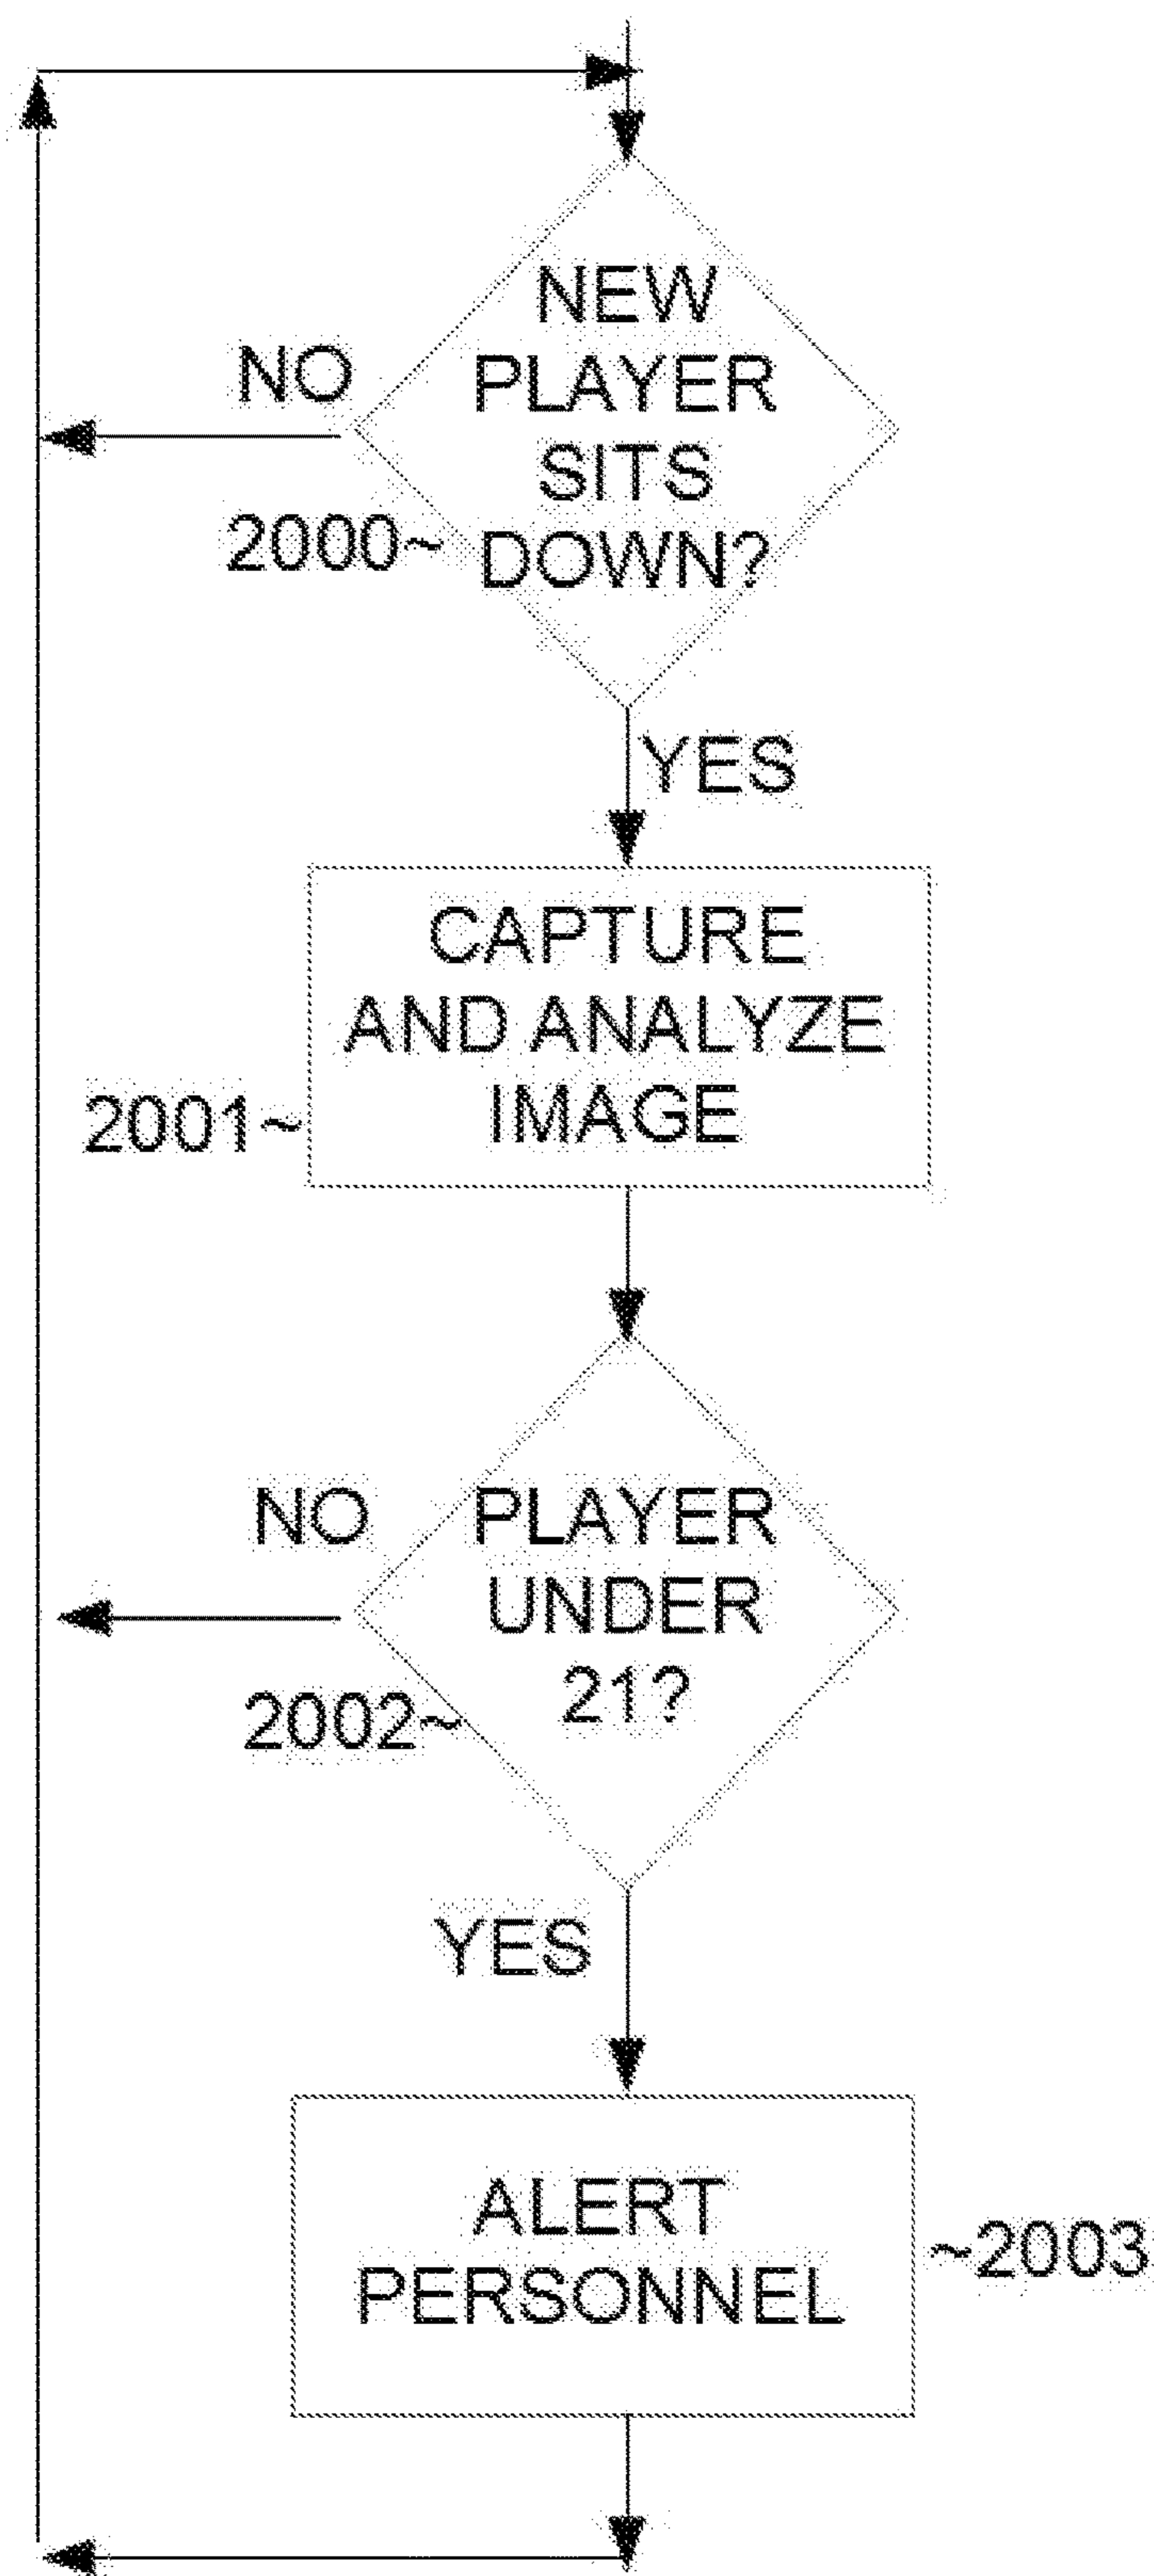 NEW
PLAYER
SITS
DOWN?
NO
2000~
YES
CAPTURE
AND ANALYZE
IMAGE
2001~
PLAYER
UNDER
21?
NO
2002~
YES
ALERT
PERSONNEL
~2003